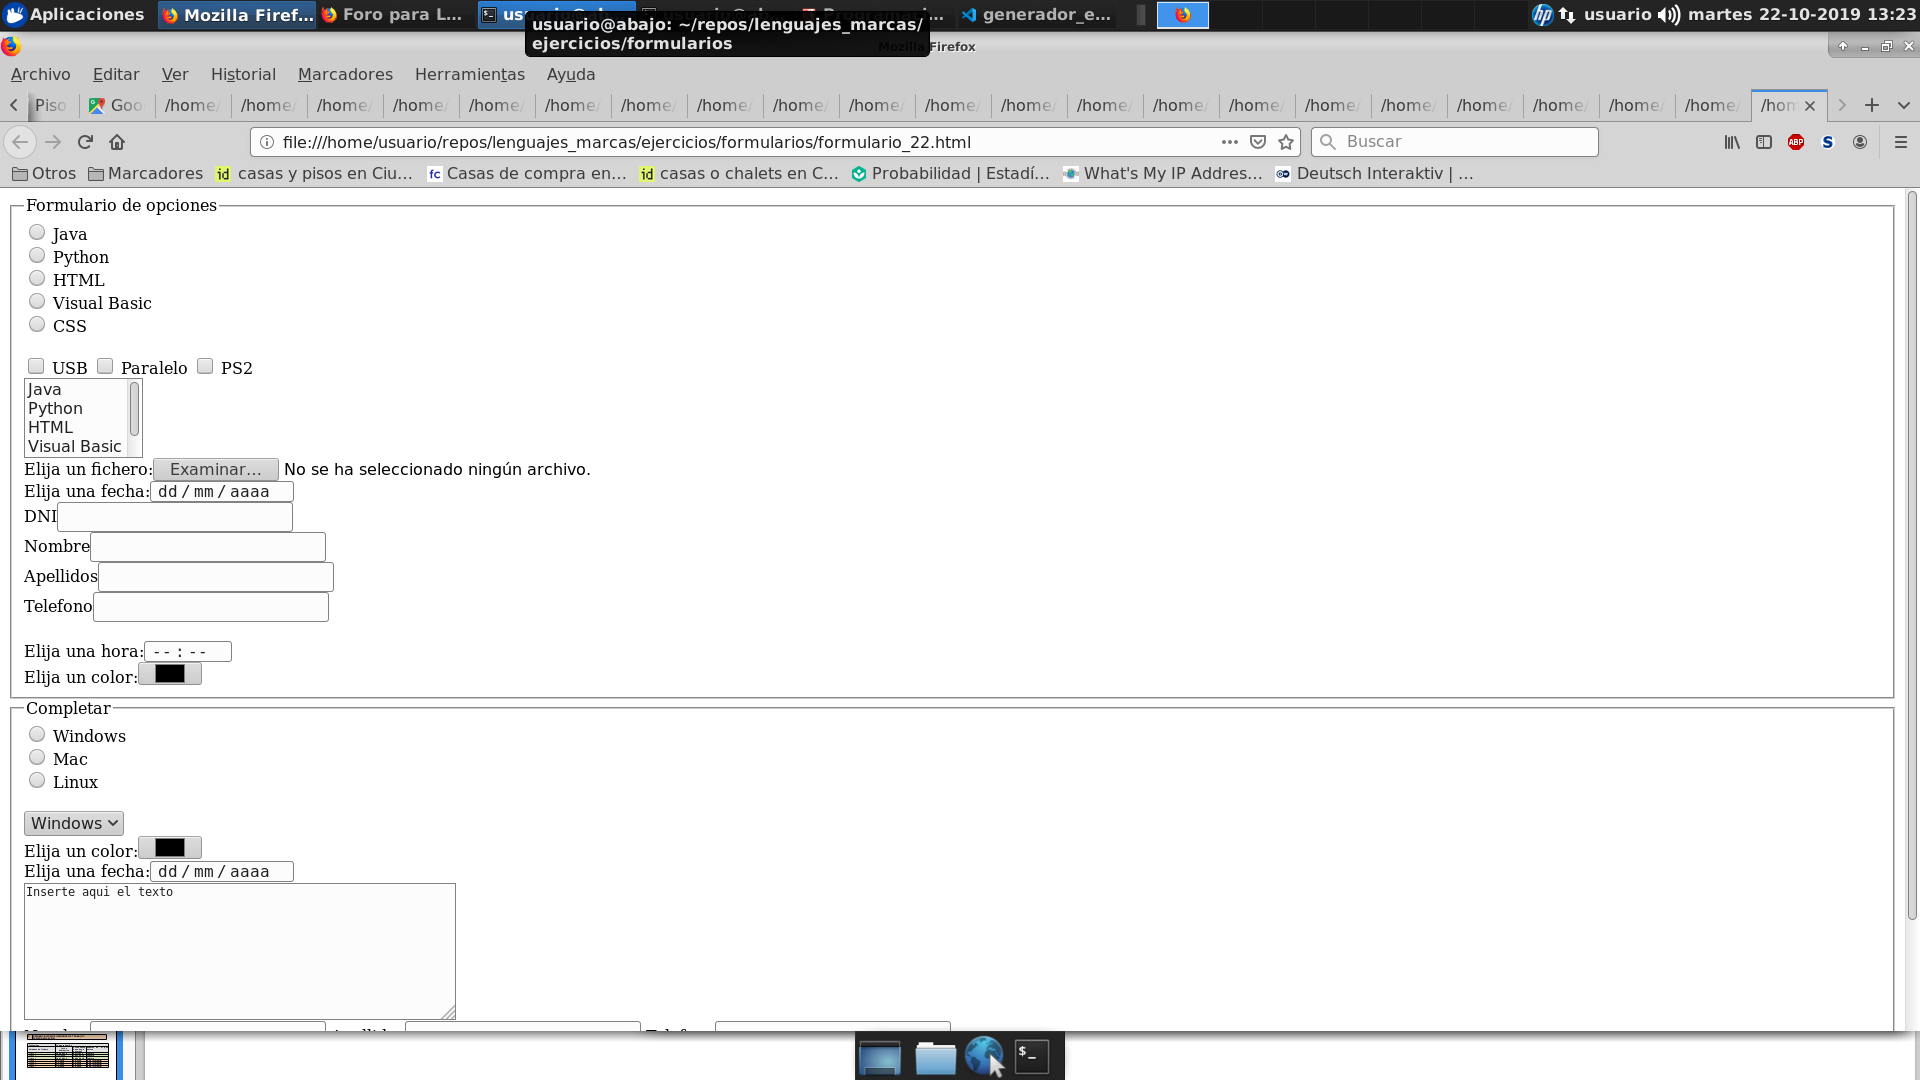 Aplicaciones Mozilla Firef... Foro para L... generador_e... usuario martes 22-10-2019 13:23
usuario@abajo: ~/repos/lenguajes_marcas/
ejercicios/formularios
Archivo Editar Ver Historial Marcadores Herramientas Ayuda
Piso Goo /home/ /home/ /home/ /home/ /home/ /home/ /home/ /home/ /home/ /home/ /home/ /home/ /home/ /home/ /home/ /home/ /home/ /home/ /home/ /home/ /home/ /hom
file:///home/usuario/repos/lenguajes_marcas/ejercicios/formularios/formulario_22.html Buscar ABP
Otros Marcadores casas y pisos en Ciu... Casas de compra en... casas o chalets en C... Probabilidad | Estadí... What's My IP Addres... Deutsch Interaktiv | ...
Formulario de opciones
Java
Python
HTML
Visual Basic
CSS
USB Paralelo PS2
Java
Python
HTML
Visual Basic
Elija un fichero: Examinar... No se ha seleccionado ningún archivo.
Elija una fecha: dd / mm / aaaa
DNI
Nombre
Apellidos
Telefono
Elija una hora: -- : --
Elija un color:
Completar
Windows
Mac
Linux
Windows
Elija un color:
Elija una fecha: dd / mm / aaaa
Inserte aqui el texto